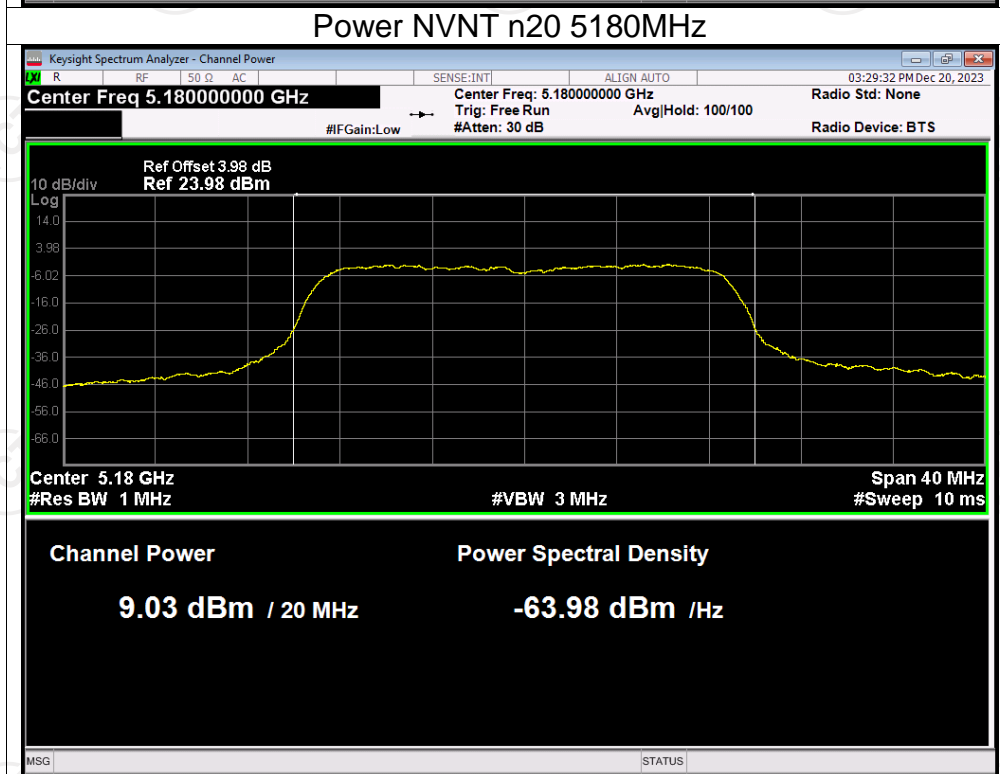 Power NVNT n20 5180MHz
Keysight Spectrum Analyzer - Channel Power
LXI R RF 50 Ω AC SENSE:INT ALIGN AUTO 03:29:32 PM Dec 20, 2023
Center Freq 5.180000000 GHz
Center Freq: 5.180000000 GHz Radio Std: None
Trig: Free Run Avg|Hold: 100/100
#IFGain:Low #Atten: 30 dB Radio Device: BTS
Ref Offset 3.98 dB
10 dB/div Ref 23.98 dBm
Log
14.0
3.98
-6.02
-16.0
-26.0
-36.0
-46.0
-56.0
-66.0
Center 5.18 GHz Span 40 MHz
#Res BW 1 MHz #VBW 3 MHz #Sweep 10 ms
Channel Power Power Spectral Density
9.03 dBm / 20 MHz -63.98 dBm /Hz
MSG STATUS